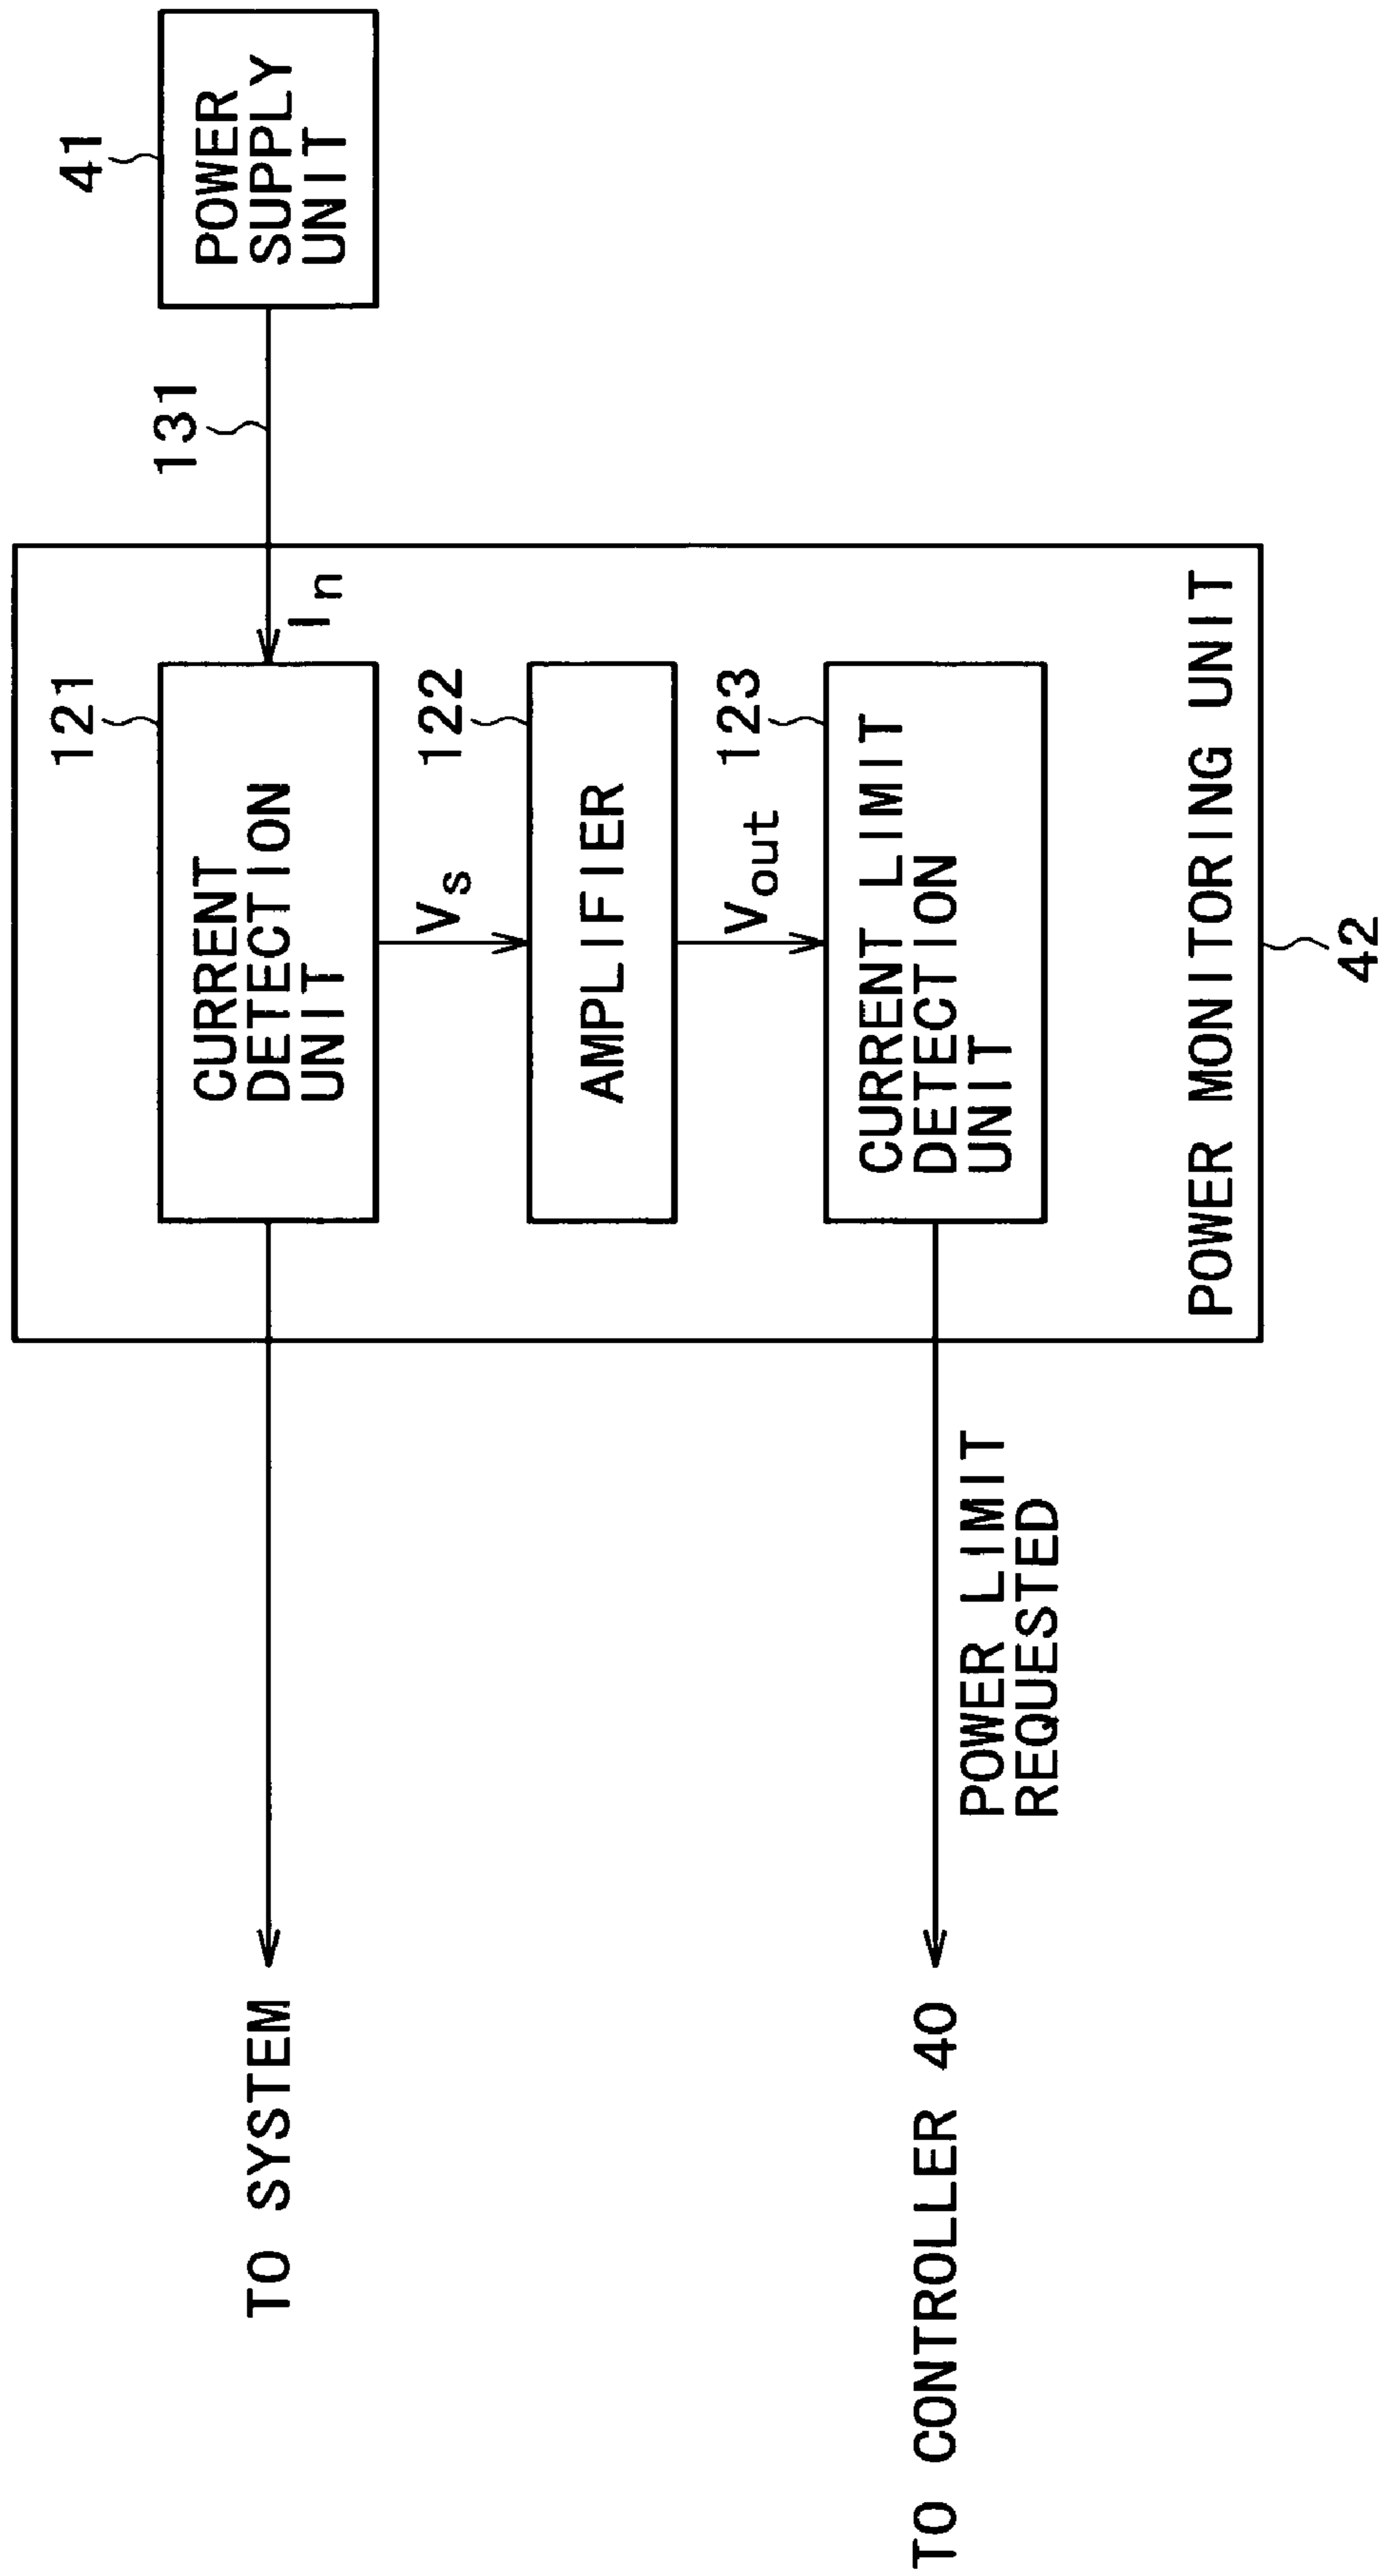 41
POWER
SUPPLY
UNIT
131
In
121
CURRENT
DETECTION
UNIT
Vs
122
AMPLIFIER
Vout
123
CURRENT LIMIT
DETECTION
UNIT
POWER MONITORING UNIT
42
TO SYSTEM
POWER LIMIT
REQUESTED
TO CONTROLLER 40